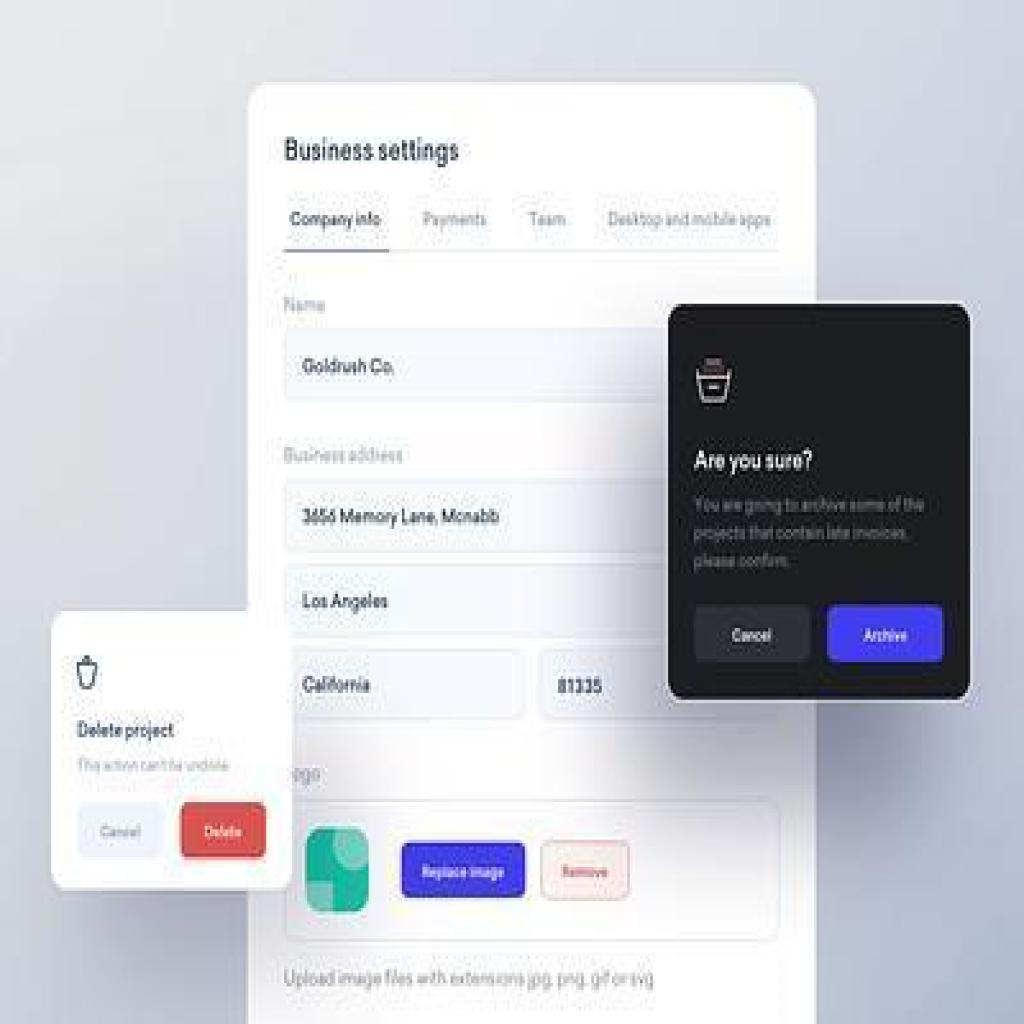 Business settings
Company info Payments Team Desktop and mobile apps
Name
Goldrush Co.
Business address
3656 Memory Lane, Mcnabb
Los Angeles
California 81335
ogo
Replace image Remove
Upload image files with extensions jpg, png, gif or svg
Are you sure?
You are going to archive some of the
projects that contain late invoices,
please confirm.
Cancel Archive
Delete project
This action can't be undone
Cancel Delete